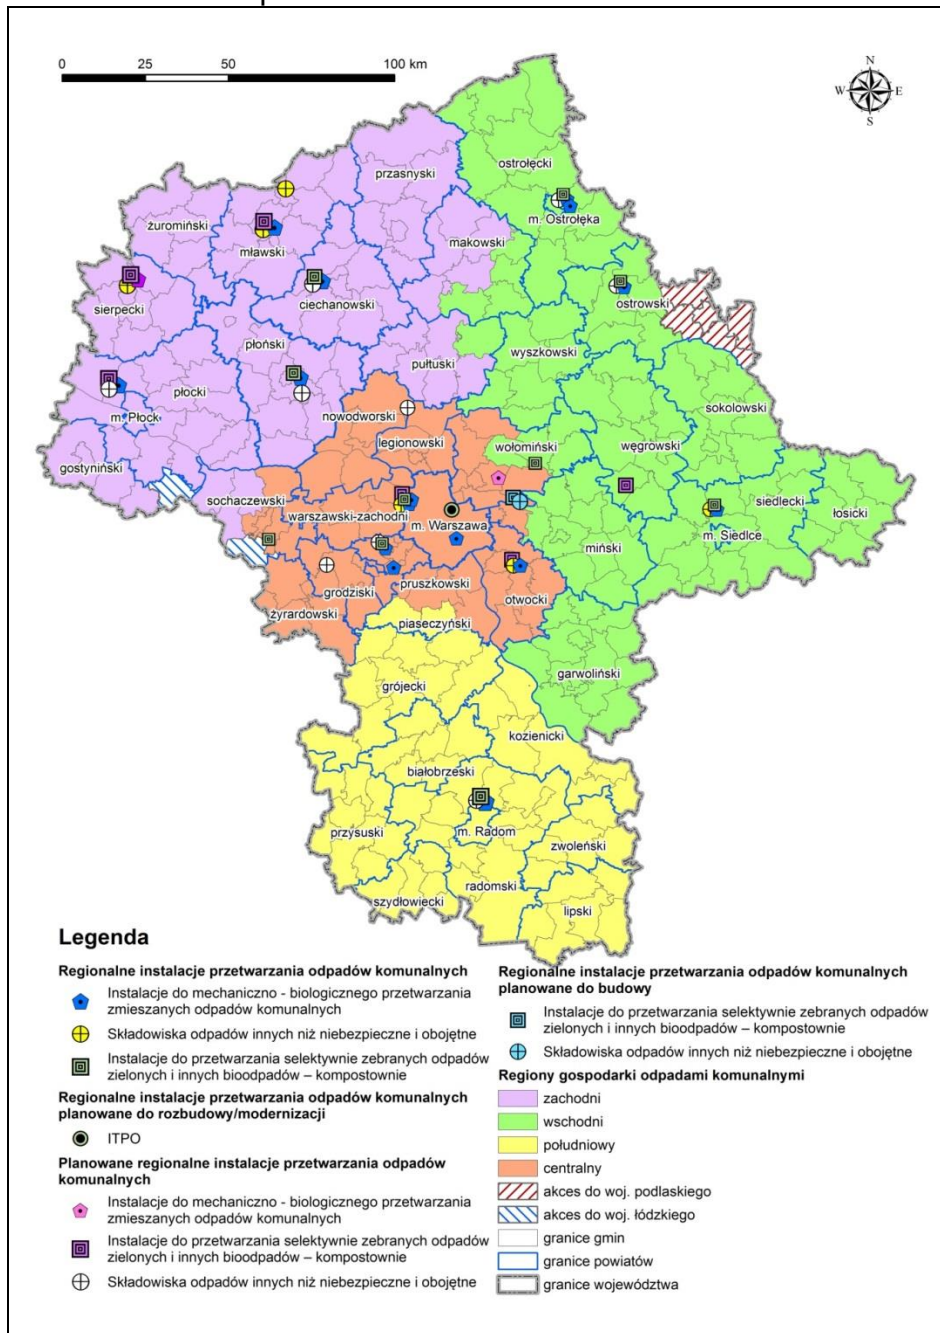 0 25 50 100 km
N
W E
S
ostrołęcki
przasnyski
m. Ostrołęka
żuromiński
mławski
makowski
ciechanowski
ostrowski
sierpecki
płoński
wyszkowski
pułtuski
płocki
sokolowski
m. Płock
nowodworski
legionowski
wołomiński
węgrowski
gostyniński
sochaczewski
siedlecki
warszawski-zachodni
łosicki
m. Warszawa
m. Siedlce
miński
pruszkowski
grodziski
otwocki
żyrardowski
piaseczyński
garwoliński
grójecki
kozienicki
białobrzeski
przysuski
m. Radom
zwoleński
radomski
szydłowiecki
lipski
Legenda
Regionalne instalacje przetwarzania odpadów komunalnych
Instalacje do mechaniczno - biologicznego przetwarzania
zmieszanych odpadów komunalnych
Składowiska odpadów innych niż niebezpieczne i obojętne
Instalacje do przetwarzania selektywnie zebranych odpadów
zielonych i innych bioodpadów – kompostownie
Regionalne instalacje przetwarzania odpadów komunalnych
planowane do rozbudowy/modernizacji
ITPO
Planowane regionalne instalacje przetwarzania odpadów
komunalnych
Instalacje do mechaniczno - biologicznego przetwarzania
zmieszanych odpadów komunalnych
Instalacje do przetwarzania selektywnie zebranych odpadów
zielonych i innych bioodpadów – kompostownie
Składowiska odpadów innych niż niebezpieczne i obojętne
Regionalne instalacje przetwarzania odpadów komunalnych
planowane do budowy
Instalacje do przetwarzania selektywnie zebranych odpadów
zielonych i innych bioodpadów – kompostownie
Składowiska odpadów innych niż niebezpieczne i obojętne
Regiony gospodarki odpadami komunalnymi
zachodni
wschodni
południowy
centralny
akces do woj. podlaskiego
akces do woj. łódzkiego
granice gmin
granice powiatów
granice województwa